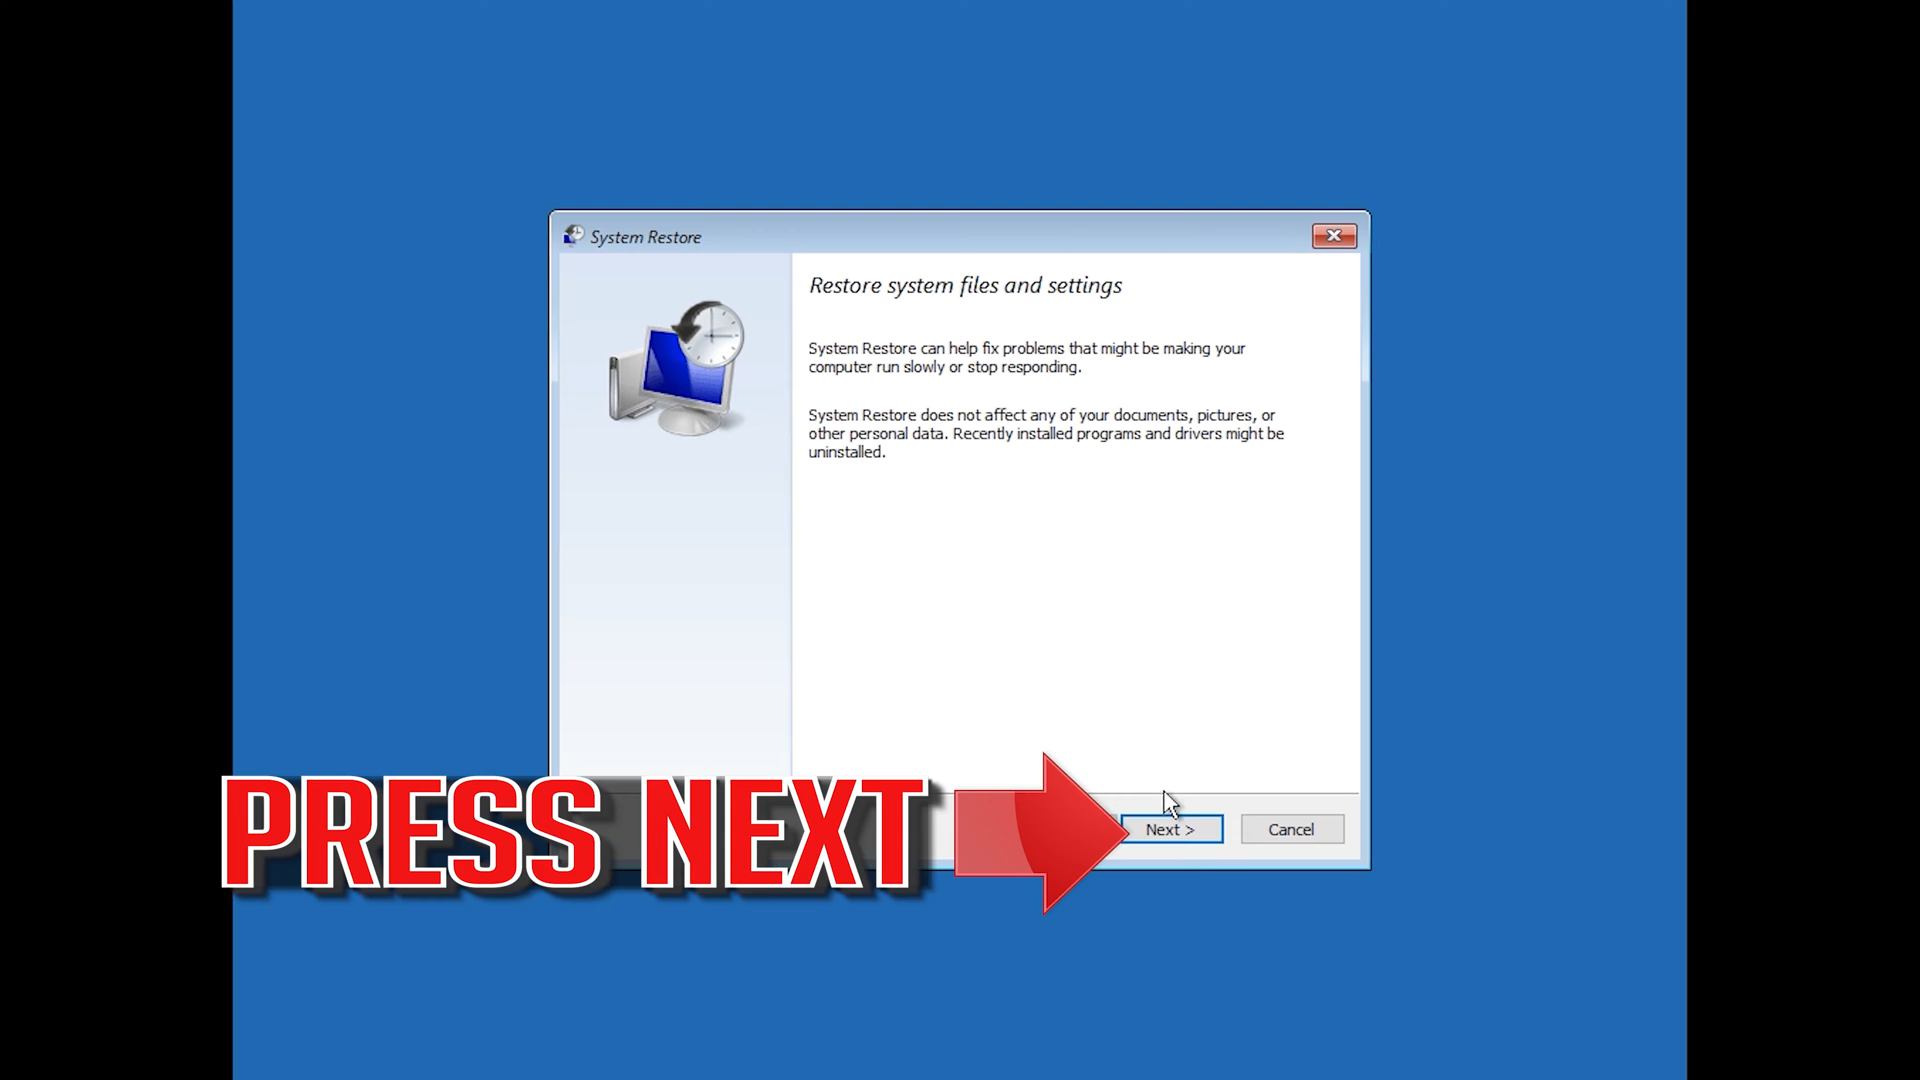 System Restore
Restore system files and settings
System Restore can help fix problems that might be making your
computer run slowly or stop responding.
System Restore does not affect any of your documents, pictures, or
other personal data. Recently installed programs and drivers might be
uninstalled.
PRESS NEXT
Next >
Cancel